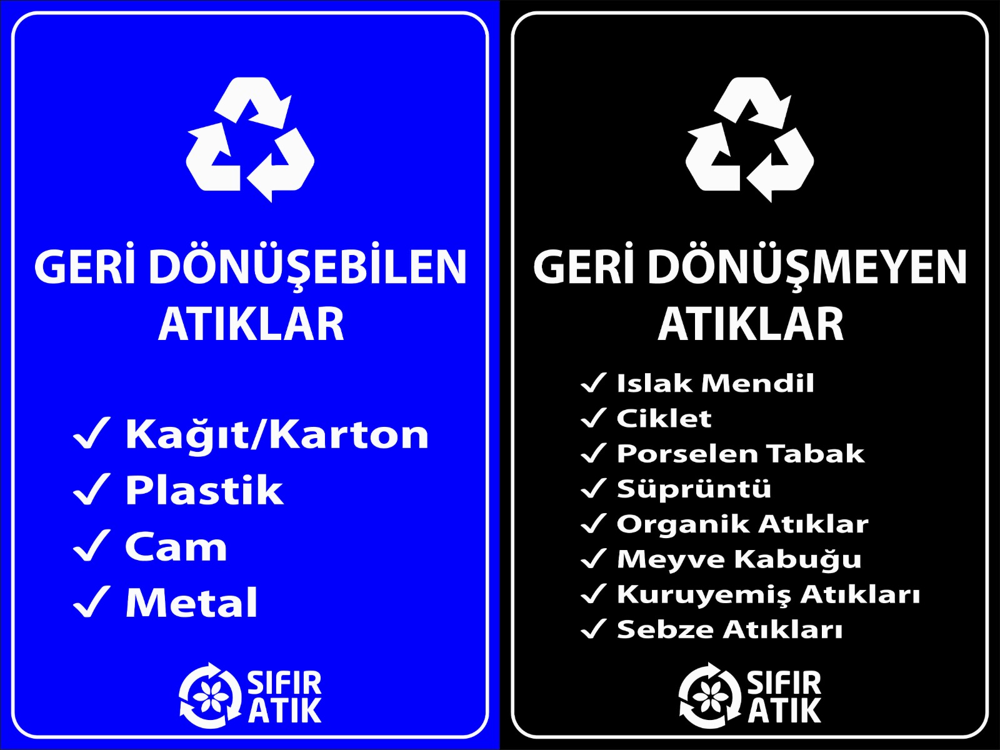 GERİ DÖNÜŞEBİLEN
ATIKLAR
Kağıt/Karton
Plastik
Cam
Metal
SIFIR
ATIK
GERİ DÖNÜŞMEYEN
ATIKLAR
Islak Mendil
Ciklet
Porselen Tabak
Süprüntü
Organik Atıklar
Meyve Kabuğu
Kuruyemiş Atıkları
Sebze Atıkları
SIFIR
ATIK